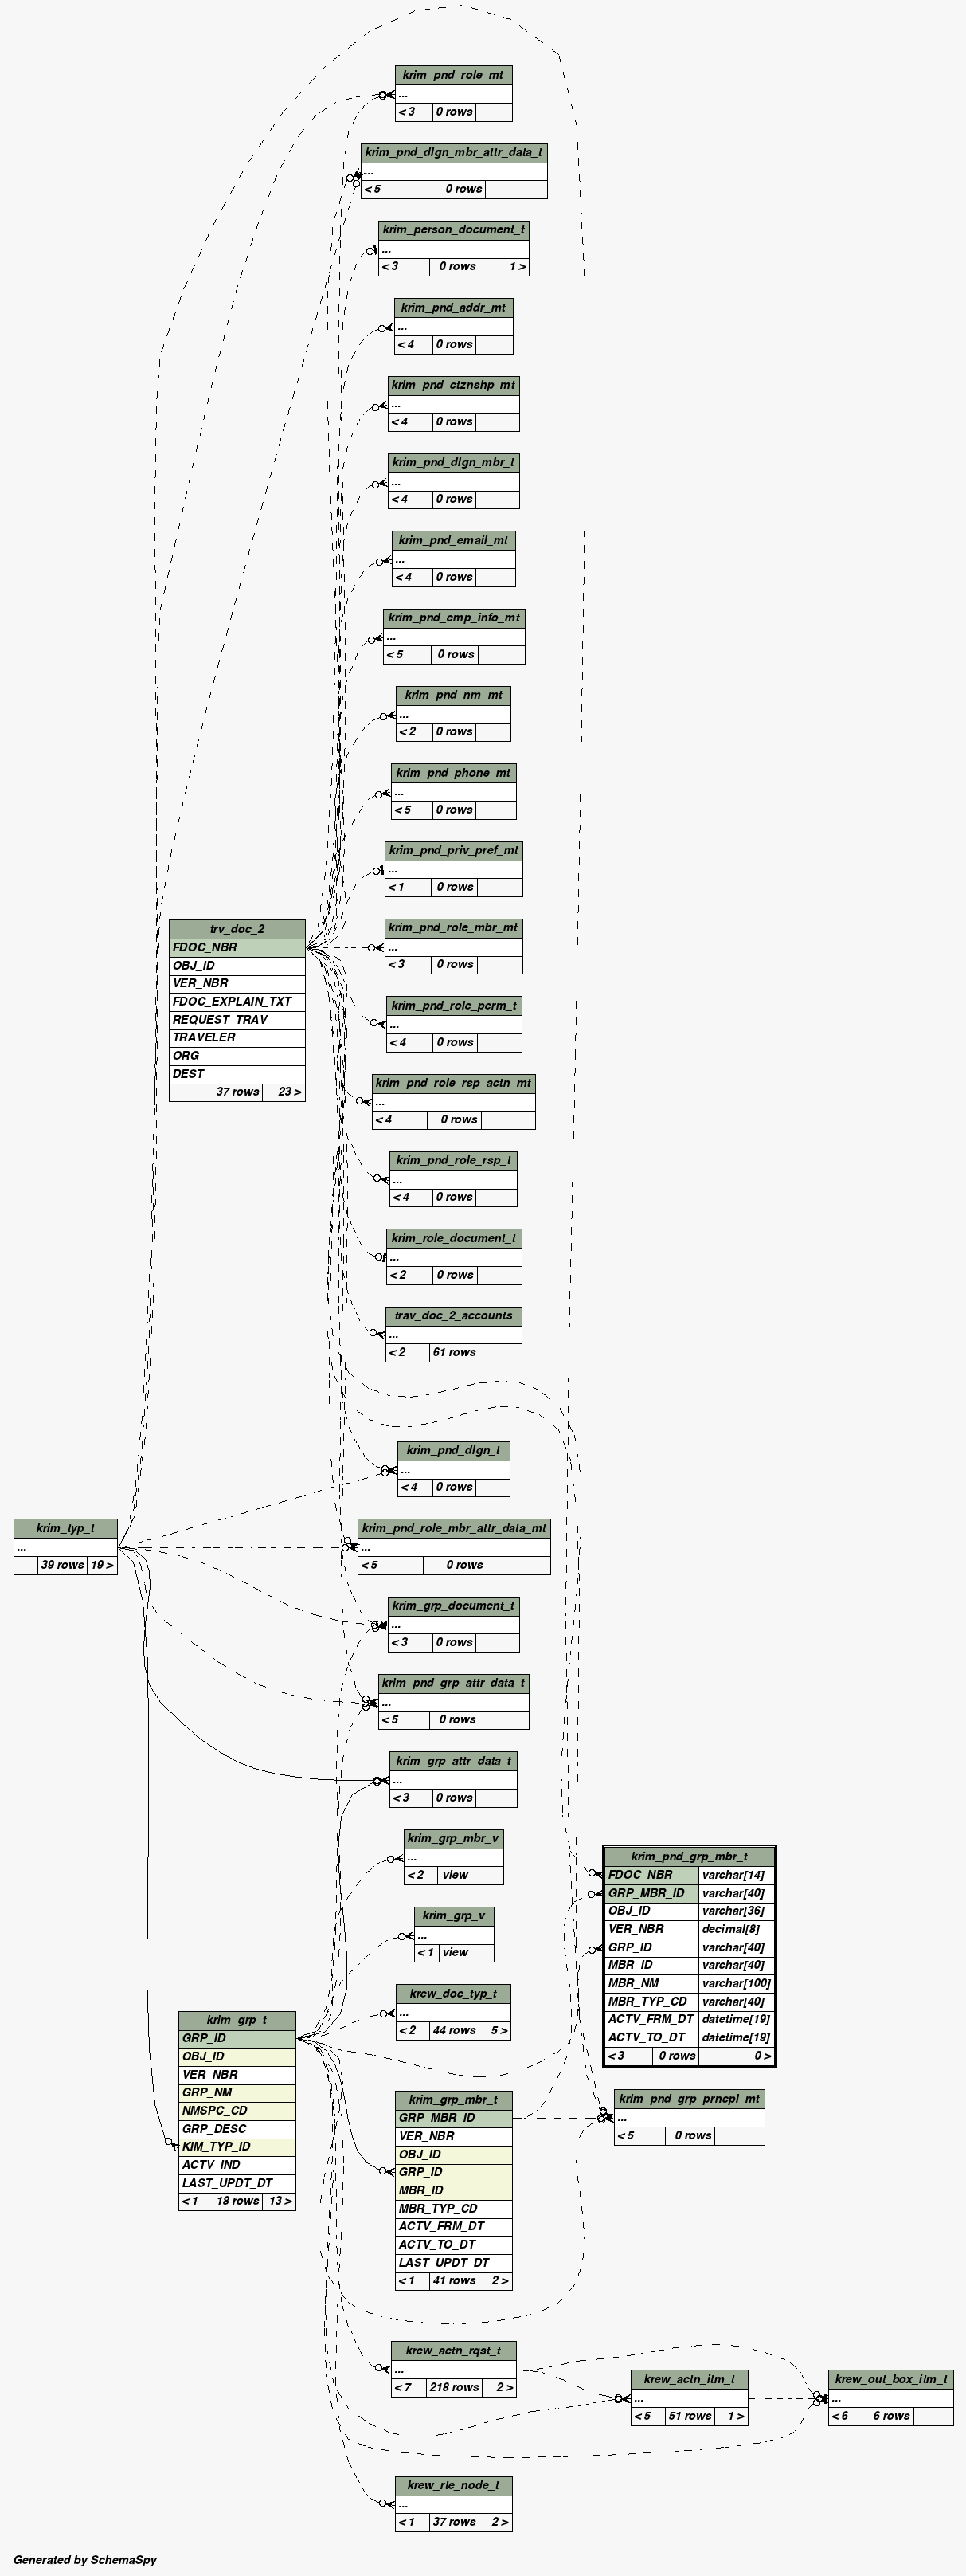 krim_pnd_role_mt
...
< 3 0 rows
krim_pnd_dlgn_mbr_attr_data_t
...
< 5 0 rows
krim_person_document_t
...
< 3 0 rows 1 >
krim_pnd_addr_mt
...
< 4 0 rows
krim_pnd_ctznshp_mt
...
< 4 0 rows
krim_pnd_dlgn_mbr_t
...
< 4 0 rows
krim_pnd_email_mt
...
< 4 0 rows
krim_pnd_emp_info_mt
...
< 5 0 rows
krim_pnd_nm_mt
...
< 2 0 rows
krim_pnd_phone_mt
...
< 5 0 rows
krim_pnd_priv_pref_mt
...
< 1 0 rows
krim_pnd_role_mbr_mt
...
< 3 0 rows
trv_doc_2
FDOC_NBR
OBJ_ID
VER_NBR
FDOC_EXPLAIN_TXT
REQUEST_TRAV
TRAVELER
ORG
DEST
37 rows 23 >
krim_pnd_role_perm_t
...
< 4 0 rows
krim_pnd_role_rsp_actn_mt
...
< 4 0 rows
krim_pnd_role_rsp_t
...
< 4 0 rows
krim_role_document_t
...
< 2 0 rows
trav_doc_2_accounts
...
< 2 61 rows
krim_pnd_dlgn_t
...
< 4 0 rows
krim_typ_t
...
39 rows 19 >
krim_pnd_role_mbr_attr_data_mt
...
< 5 0 rows
krim_grp_document_t
...
< 3 0 rows
krim_pnd_grp_attr_data_t
...
< 5 0 rows
krim_grp_attr_data_t
...
< 3 0 rows
krim_grp_mbr_v
...
< 2 view
krim_pnd_grp_mbr_t
FDOC_NBR varchar[14]
GRP_MBR_ID varchar[40]
OBJ_ID varchar[36]
VER_NBR decimal[8]
GRP_ID varchar[40]
MBR_ID varchar[40]
MBR_NM varchar[100]
MBR_TYP_CD varchar[40]
ACTV_FRM_DT datetime[19]
ACTV_TO_DT datetime[19]
< 3 0 rows 0 >
krim_grp_v
...
< 1 view
krew_doc_typ_t
...
< 2 44 rows 5 >
krim_grp_t
GRP_ID
OBJ_ID
VER_NBR
GRP_NM
NMSPC_CD
GRP_DESC
KIM_TYP_ID
ACTV_IND
LAST_UPDT_DT
< 1 18 rows 13 >
krim_grp_mbr_t
GRP_MBR_ID
VER_NBR
OBJ_ID
GRP_ID
MBR_ID
MBR_TYP_CD
ACTV_FRM_DT
ACTV_TO_DT
LAST_UPDT_DT
< 1 41 rows 2 >
krim_pnd_grp_prncpl_mt
...
< 5 0 rows
krew_actn_rqst_t
...
< 7 218 rows 2 >
krew_actn_itm_t
...
< 5 51 rows 1 >
krew_out_box_itm_t
...
< 6 6 rows
krew_rte_node_t
...
< 1 37 rows 2 >
Generated by SchemaSpy